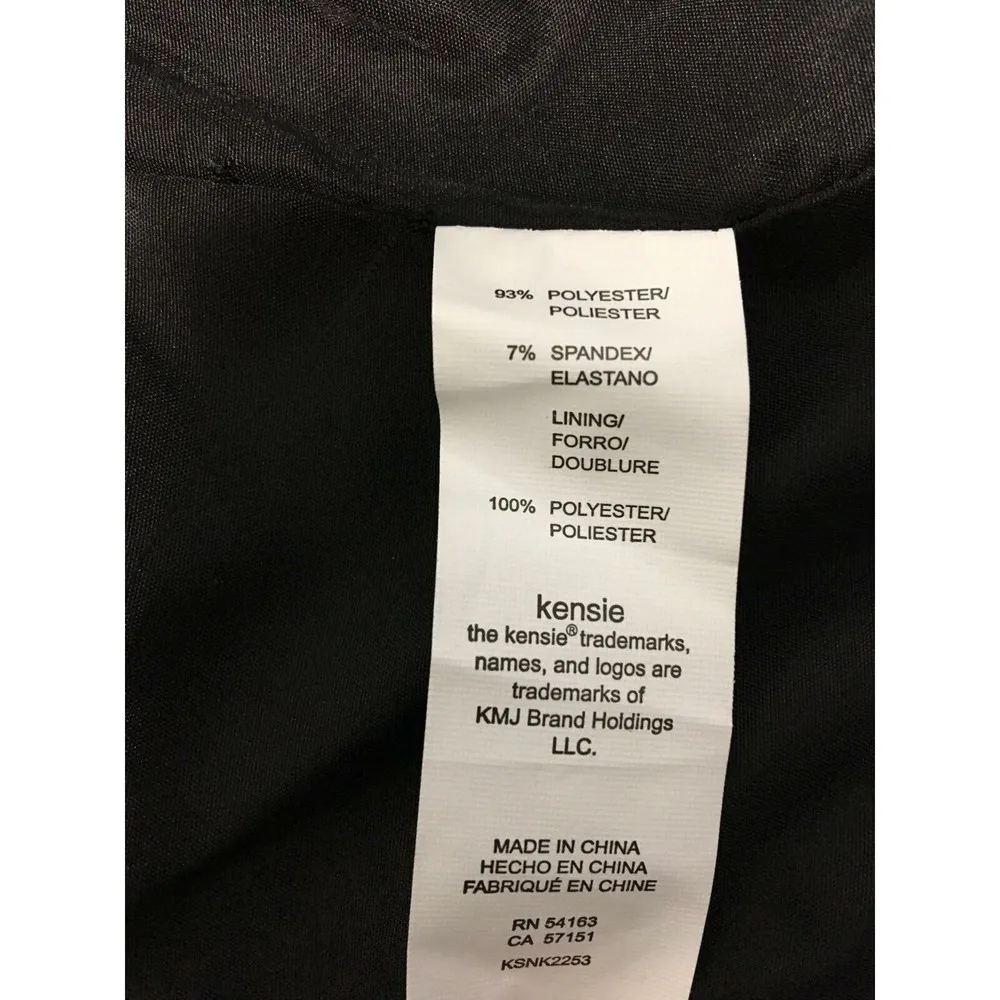 93% POLYESTER/
POLIESTER
7% SPANDEX/
ELASTANO
LINING/
FORRO/
DOUBLURE
100% POLYESTER/
POLIESTER
kensie
the kensie® trademarks,
names, and logos are
trademarks of
KMJ Brand Holdings
LLC.
MADE IN CHINA
HECHO EN CHINA
FABRIQUÉ EN CHINE
RN 54163
CA 57151
KSNK2253